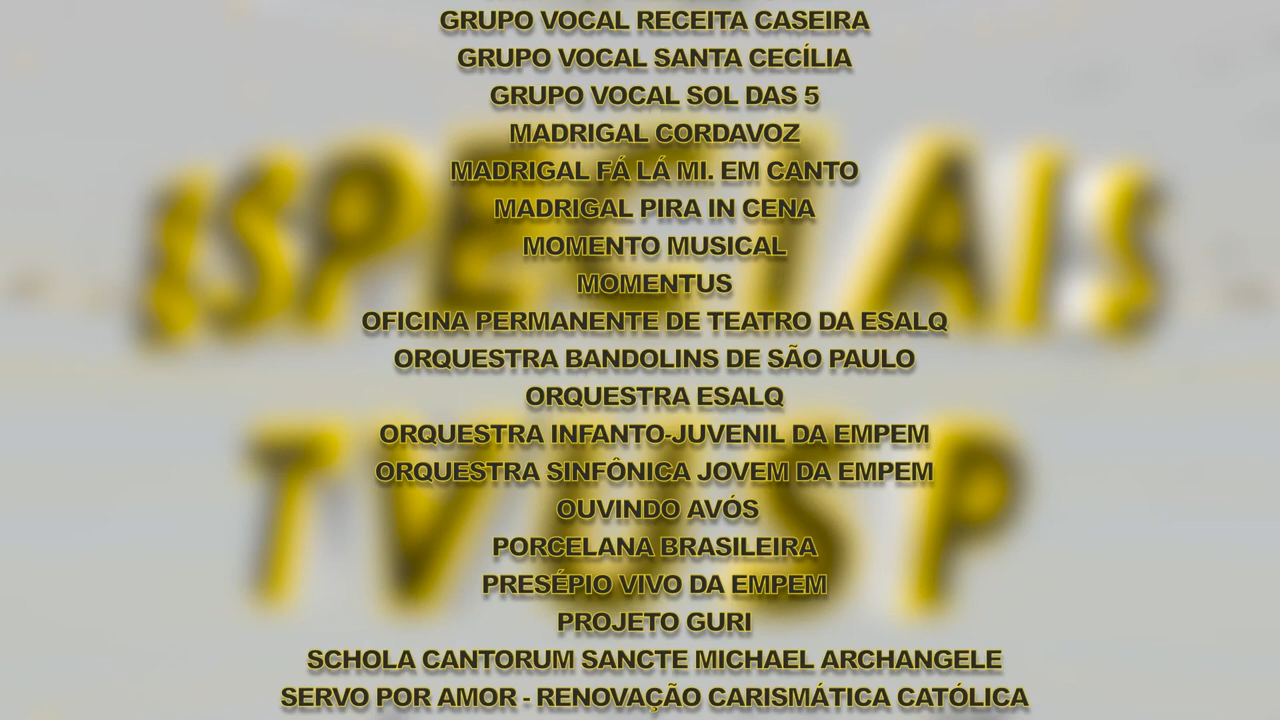 GRUPO VOCAL RECEITA CASEIRA
GRUPO VOCAL SANTA CECÍLIA
GRUPO VOCAL SOL DAS 5
MADRIGAL CORDAVOZ
MADRIGAL FÁ LÁ MI. EM CANTO
MADRIGAL PIRA IN CENA
MOMENTO MUSICAL
MOMENTUS
OFICINA PERMANENTE DE TEATRO DA ESALQ
ORQUESTRA BANDOLINS DE SÃO PAULO
ORQUESTRA ESALQ
ORQUESTRA INFANTO-JUVENIL DA EMPEM
ORQUESTRA SINFÔNICA JOVEM DA EMPEM
OUVINDO AVÓS
PORCELANA BRASILEIRA
PRESÉPIO VIVO DA EMPEM
PROJETO GURI
SCHOLA CANTORUM SANCTE MICHAEL ARCHANGELE
SERVO POR AMOR - RENOVAÇÃO CARISMÁTICA CATÓLICA
ESPECIAIS
TV USP